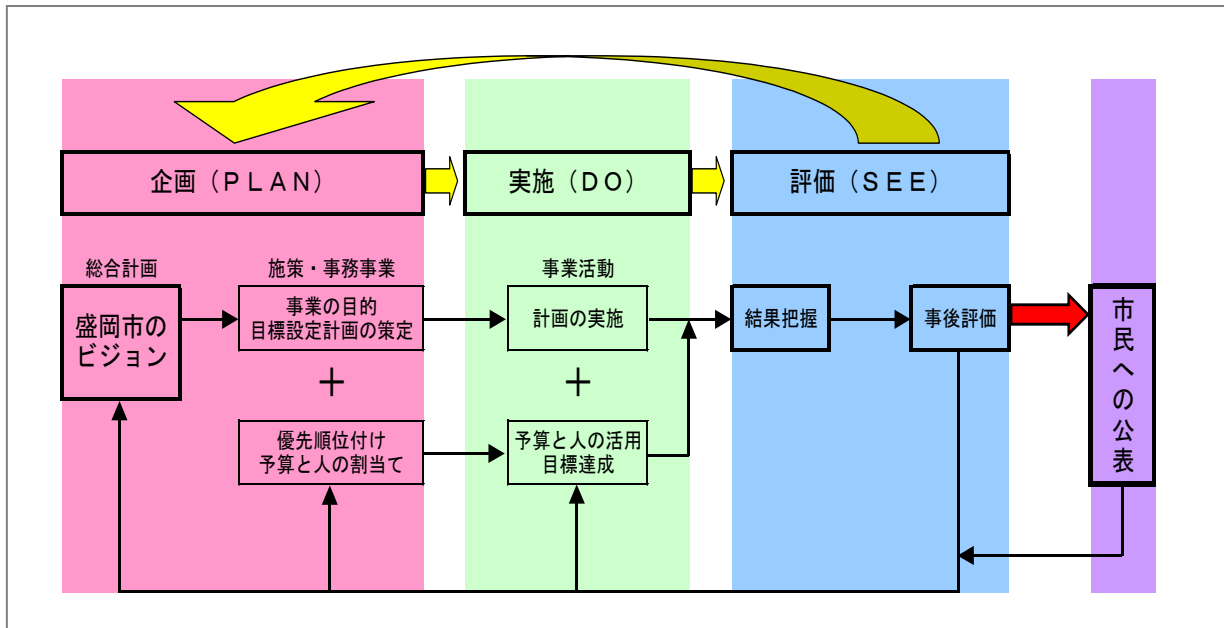 企画（ＰＬＡＮ）
実施（ＤＯ）
評価（ＳＥＥ）
総合計画
施策・事務事業
事業活動
盛岡市の
ビジョン
事業の目的
目標設定計画の策定
計画の実施
結果把握
事後評価
市民への公表
＋
＋
優先順位付け
予算と人の割当て
予算と人の活用
目標達成